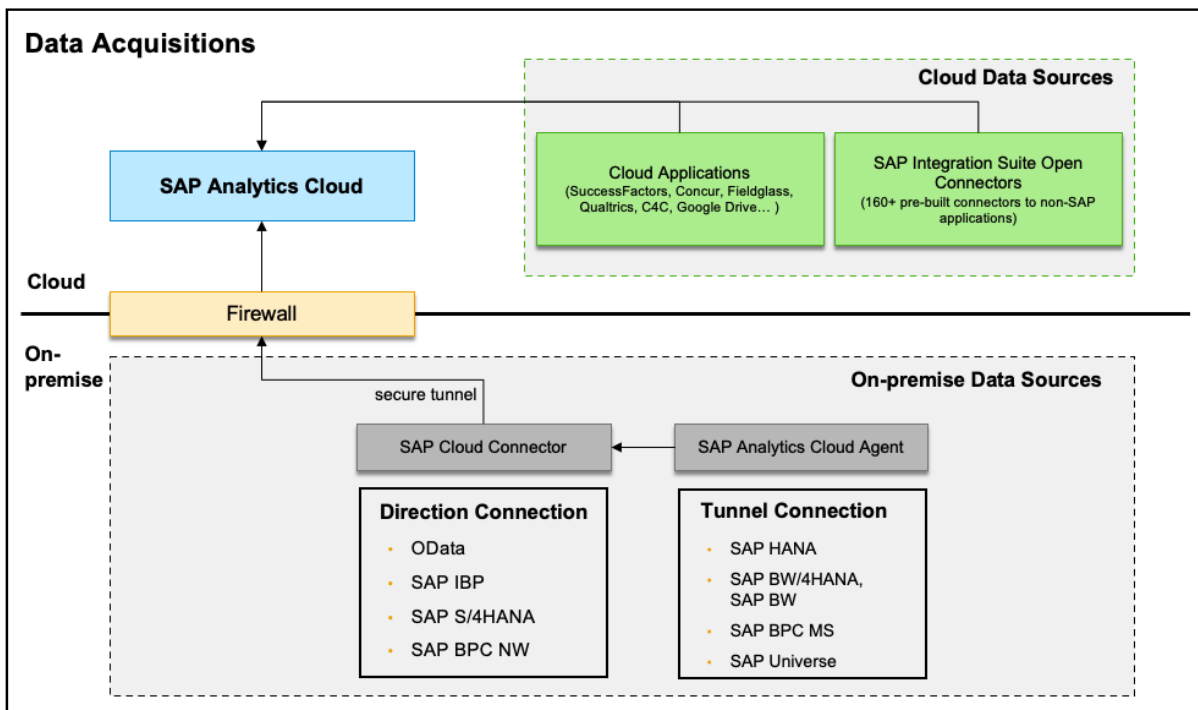 Data Acquisitions
Cloud Data Sources
SAP Analytics Cloud
Cloud Applications
(SuccessFactors, Concur, Fieldglass,
Qualtrics, C4C, Google Drive… )
SAP Integration Suite Open
Connectors
(160+ pre-built connectors to non-SAP
applications)
Cloud
Firewall
On-
premise
On-premise Data Sources
secure tunnel
SAP Cloud Connector
SAP Analytics Cloud Agent
Direction Connection
• OData
• SAP IBP
• SAP S/4HANA
• SAP BPC NW
Tunnel Connection
• SAP HANA
• SAP BW/4HANA,
SAP BW
• SAP BPC MS
• SAP Universe